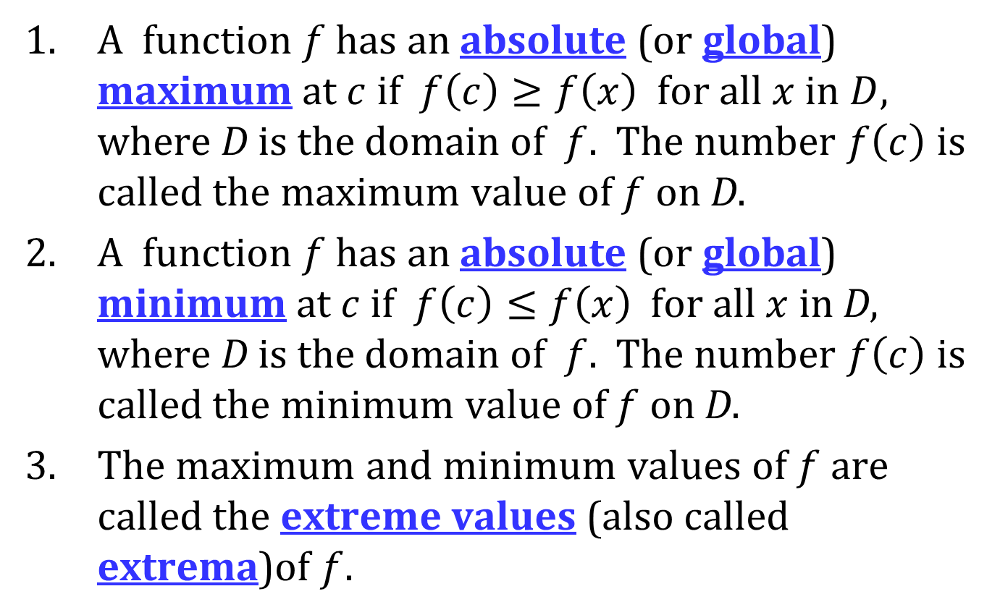 1. A function f has an absolute (or global)
maximum at c if f(c) ≥ f(x) for all x in D,
where D is the domain of f. The number f(c) is
called the maximum value of f on D.
2. A function f has an absolute (or global)
minimum at c if f(c) ≤ f(x) for all x in D,
where D is the domain of f. The number f(c) is
called the minimum value of f on D.
3. The maximum and minimum values of f are
called the extreme values (also called
extrema)of f.